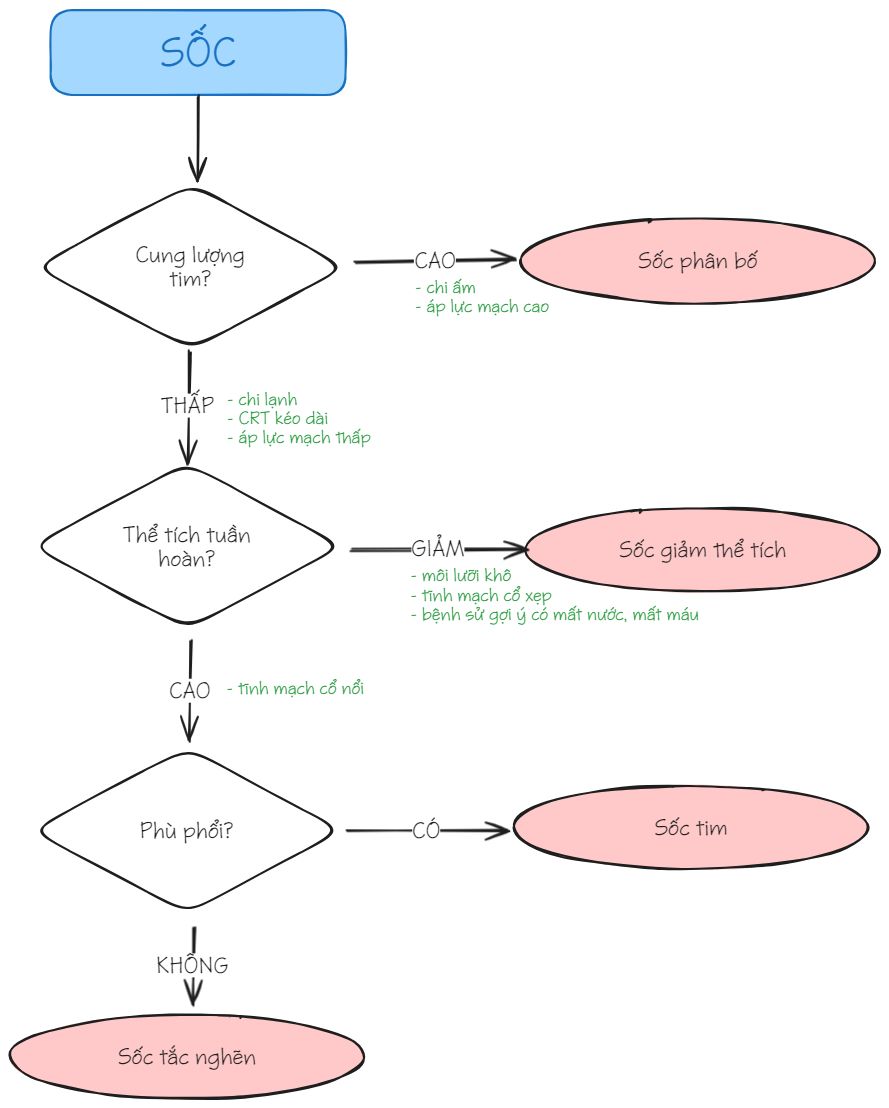 SỐC
Cung lượng
tim?
CAO
Sốc phân bố
- chi ấm
- áp lực mạch cao
THẤP
- chi lạnh
- CRT kéo dài
- áp lực mạch thấp
Thể tích tuần
hoàn?
GIẢM
Sốc giảm thể tích
- môi lưỡi khô
- tĩnh mạch cổ xẹp
- bệnh sử gợi ý có mất nước, mất máu
CAO
- tĩnh mạch cổ nổi
Phù phổi?
CÓ
Sốc tim
KHÔNG
Sốc tắc nghẽn